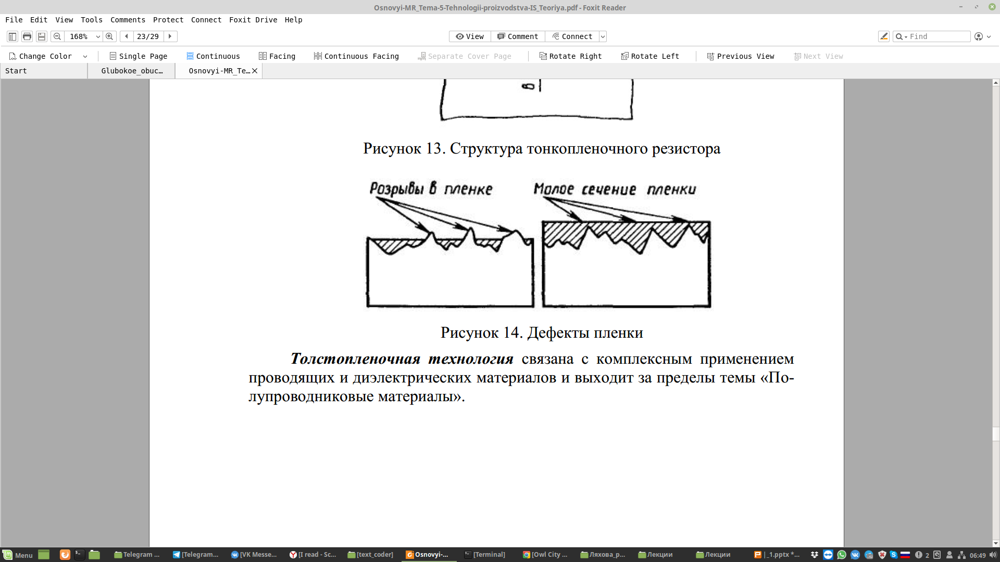 Osnovyi-MR_Tema-5-Tehnologii-proizvodstva-IS_Teoriya.pdf - Foxit Reader
File Edit View Tools Comments Protect Connect Foxit Drive Help
168% 23/29 View Comment Connect Find
Change Color Single Page Continuous Facing Continuous Facing Separate Cover Page Rotate Right Rotate Left Previous View Next View
Start Glubokoe_obuc… Osnovyi-MR_Te…
В
Рисунок 13. Структура тонкопленочного резистора
Розрывы в пленке Малое сечение пленки
Рисунок 14. Дефекты пленки
Толстопленочная технология связана с комплексным применением
проводящих и диэлектрических материалов и выходит за пределы темы «По-
лупроводниковые материалы».
Menu Telegram ... [Telegram... [VK Messe... [I read - Sc... [text_coder] Osnovyi-... [Terminal] [Owl City ... Ляхова_р... Лекции Лекции |_1.pptx *... 2 06:49